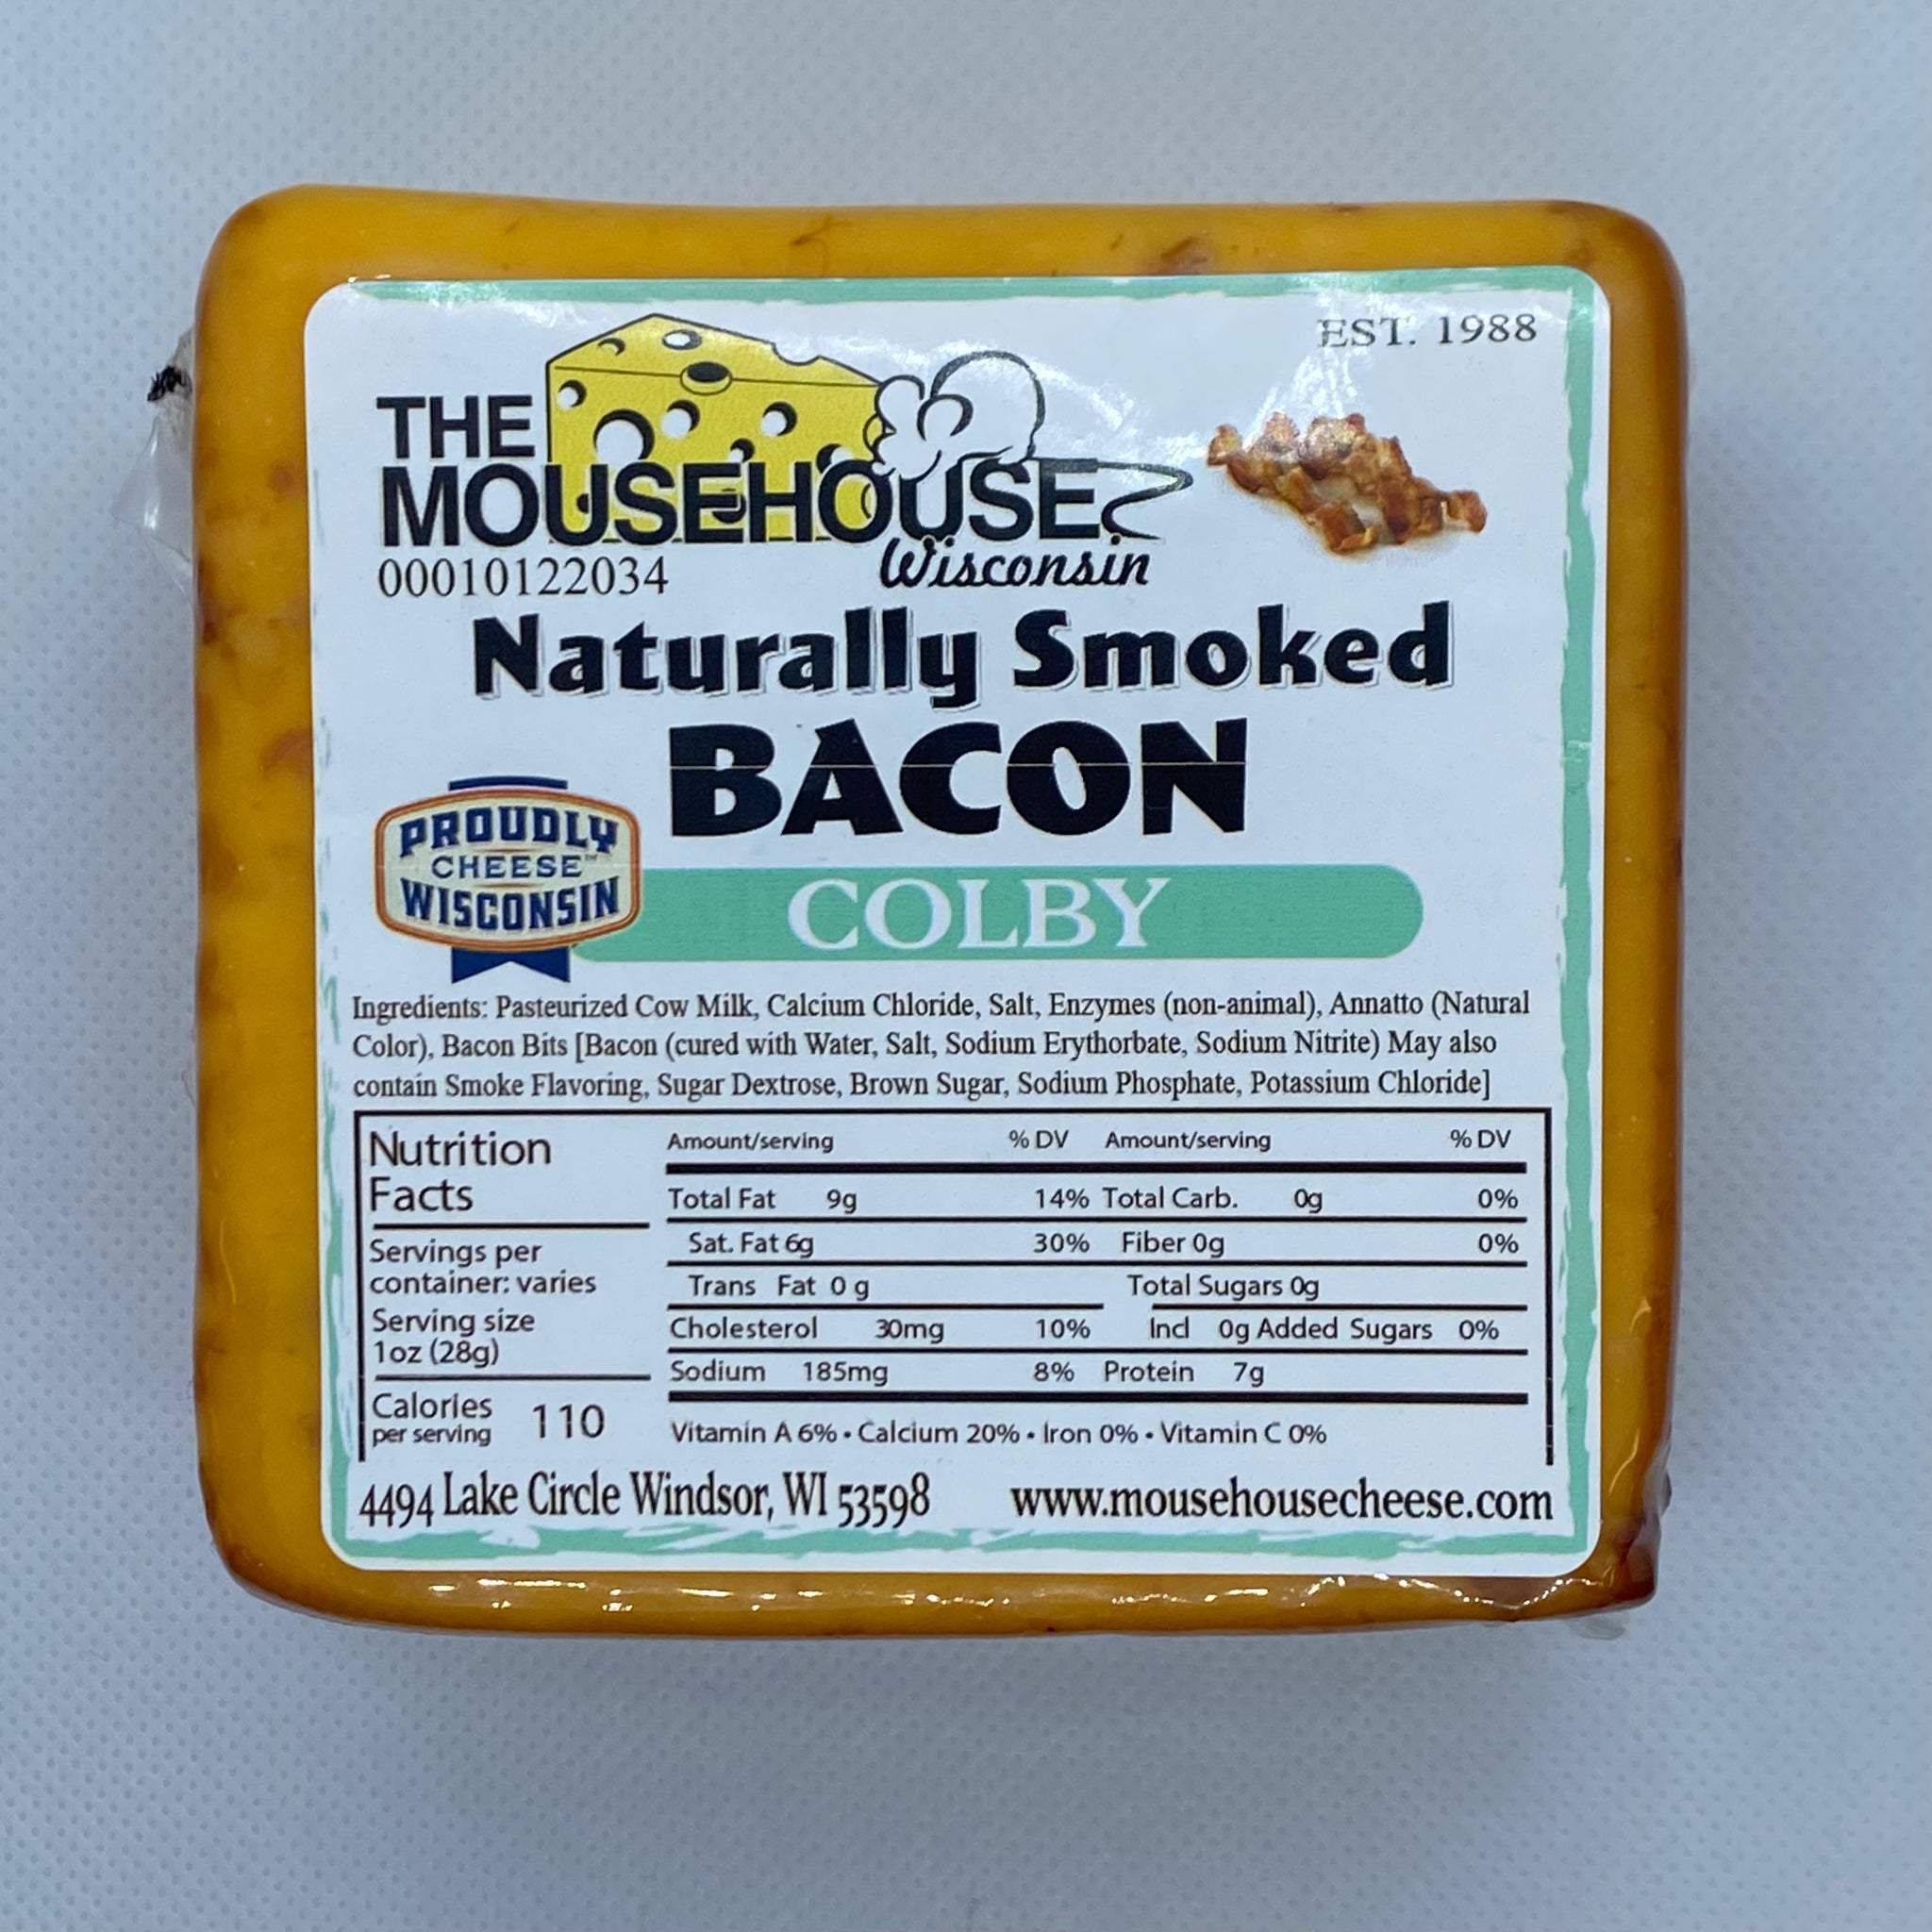 EST. 1988
THE
MOUSEHOUSE
Wisconsin
00010122034
Naturally Smoked
BACON
PROUDLY
CHEESE™
WISCONSIN
COLBY
Ingredients: Pasteurized Cow Milk, Calcium Chloride, Salt, Enzymes (non-animal), Annatto (Natural
Color), Bacon Bits [Bacon (cured with Water, Salt, Sodium Erythorbate, Sodium Nitrite) May also
contain Smoke Flavoring, Sugar Dextrose, Brown Sugar, Sodium Phosphate, Potassium Chloride]
Nutrition
Facts
Servings per
container: varies
Serving size
1oz (28g)
Calories
per serving 110
Amount/serving % DV Amount/serving % DV
Total Fat 9g 14% Total Carb. 0g 0%
Sat. Fat 6g 30% Fiber 0g 0%
Trans Fat 0 g Total Sugars 0g
Cholesterol 30mg 10% Incl 0g Added Sugars 0%
Sodium 185mg 8% Protein 7g
Vitamin A 6% • Calcium 20% • Iron 0% • Vitamin C 0%
4494 Lake Circle Windsor, WI 53598 www.mousehousecheese.com